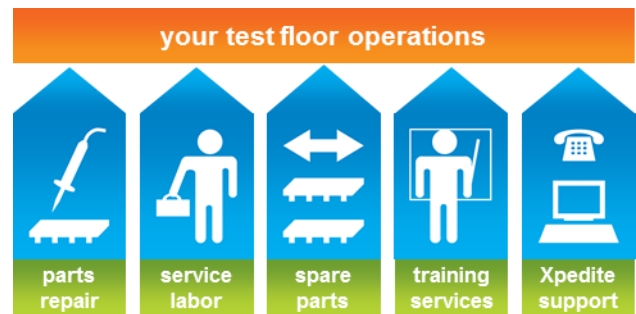 your test floor operations
parts
repair
service
labor
spare
parts
training
services
Xpedite
support